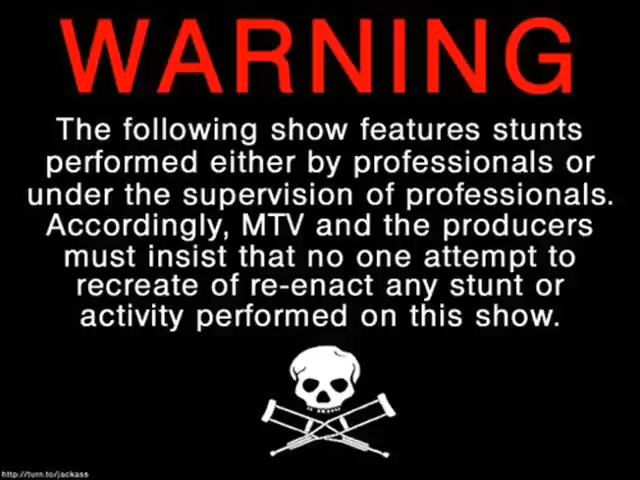 WARNING
The following show features stunts
performed either by professionals or
under the supervision of professionals.
Accordingly, MTV and the producers
must insist that no one attempt to
recreate of re-enact any stunt or
activity performed on this show.
http://turn.to/jackass